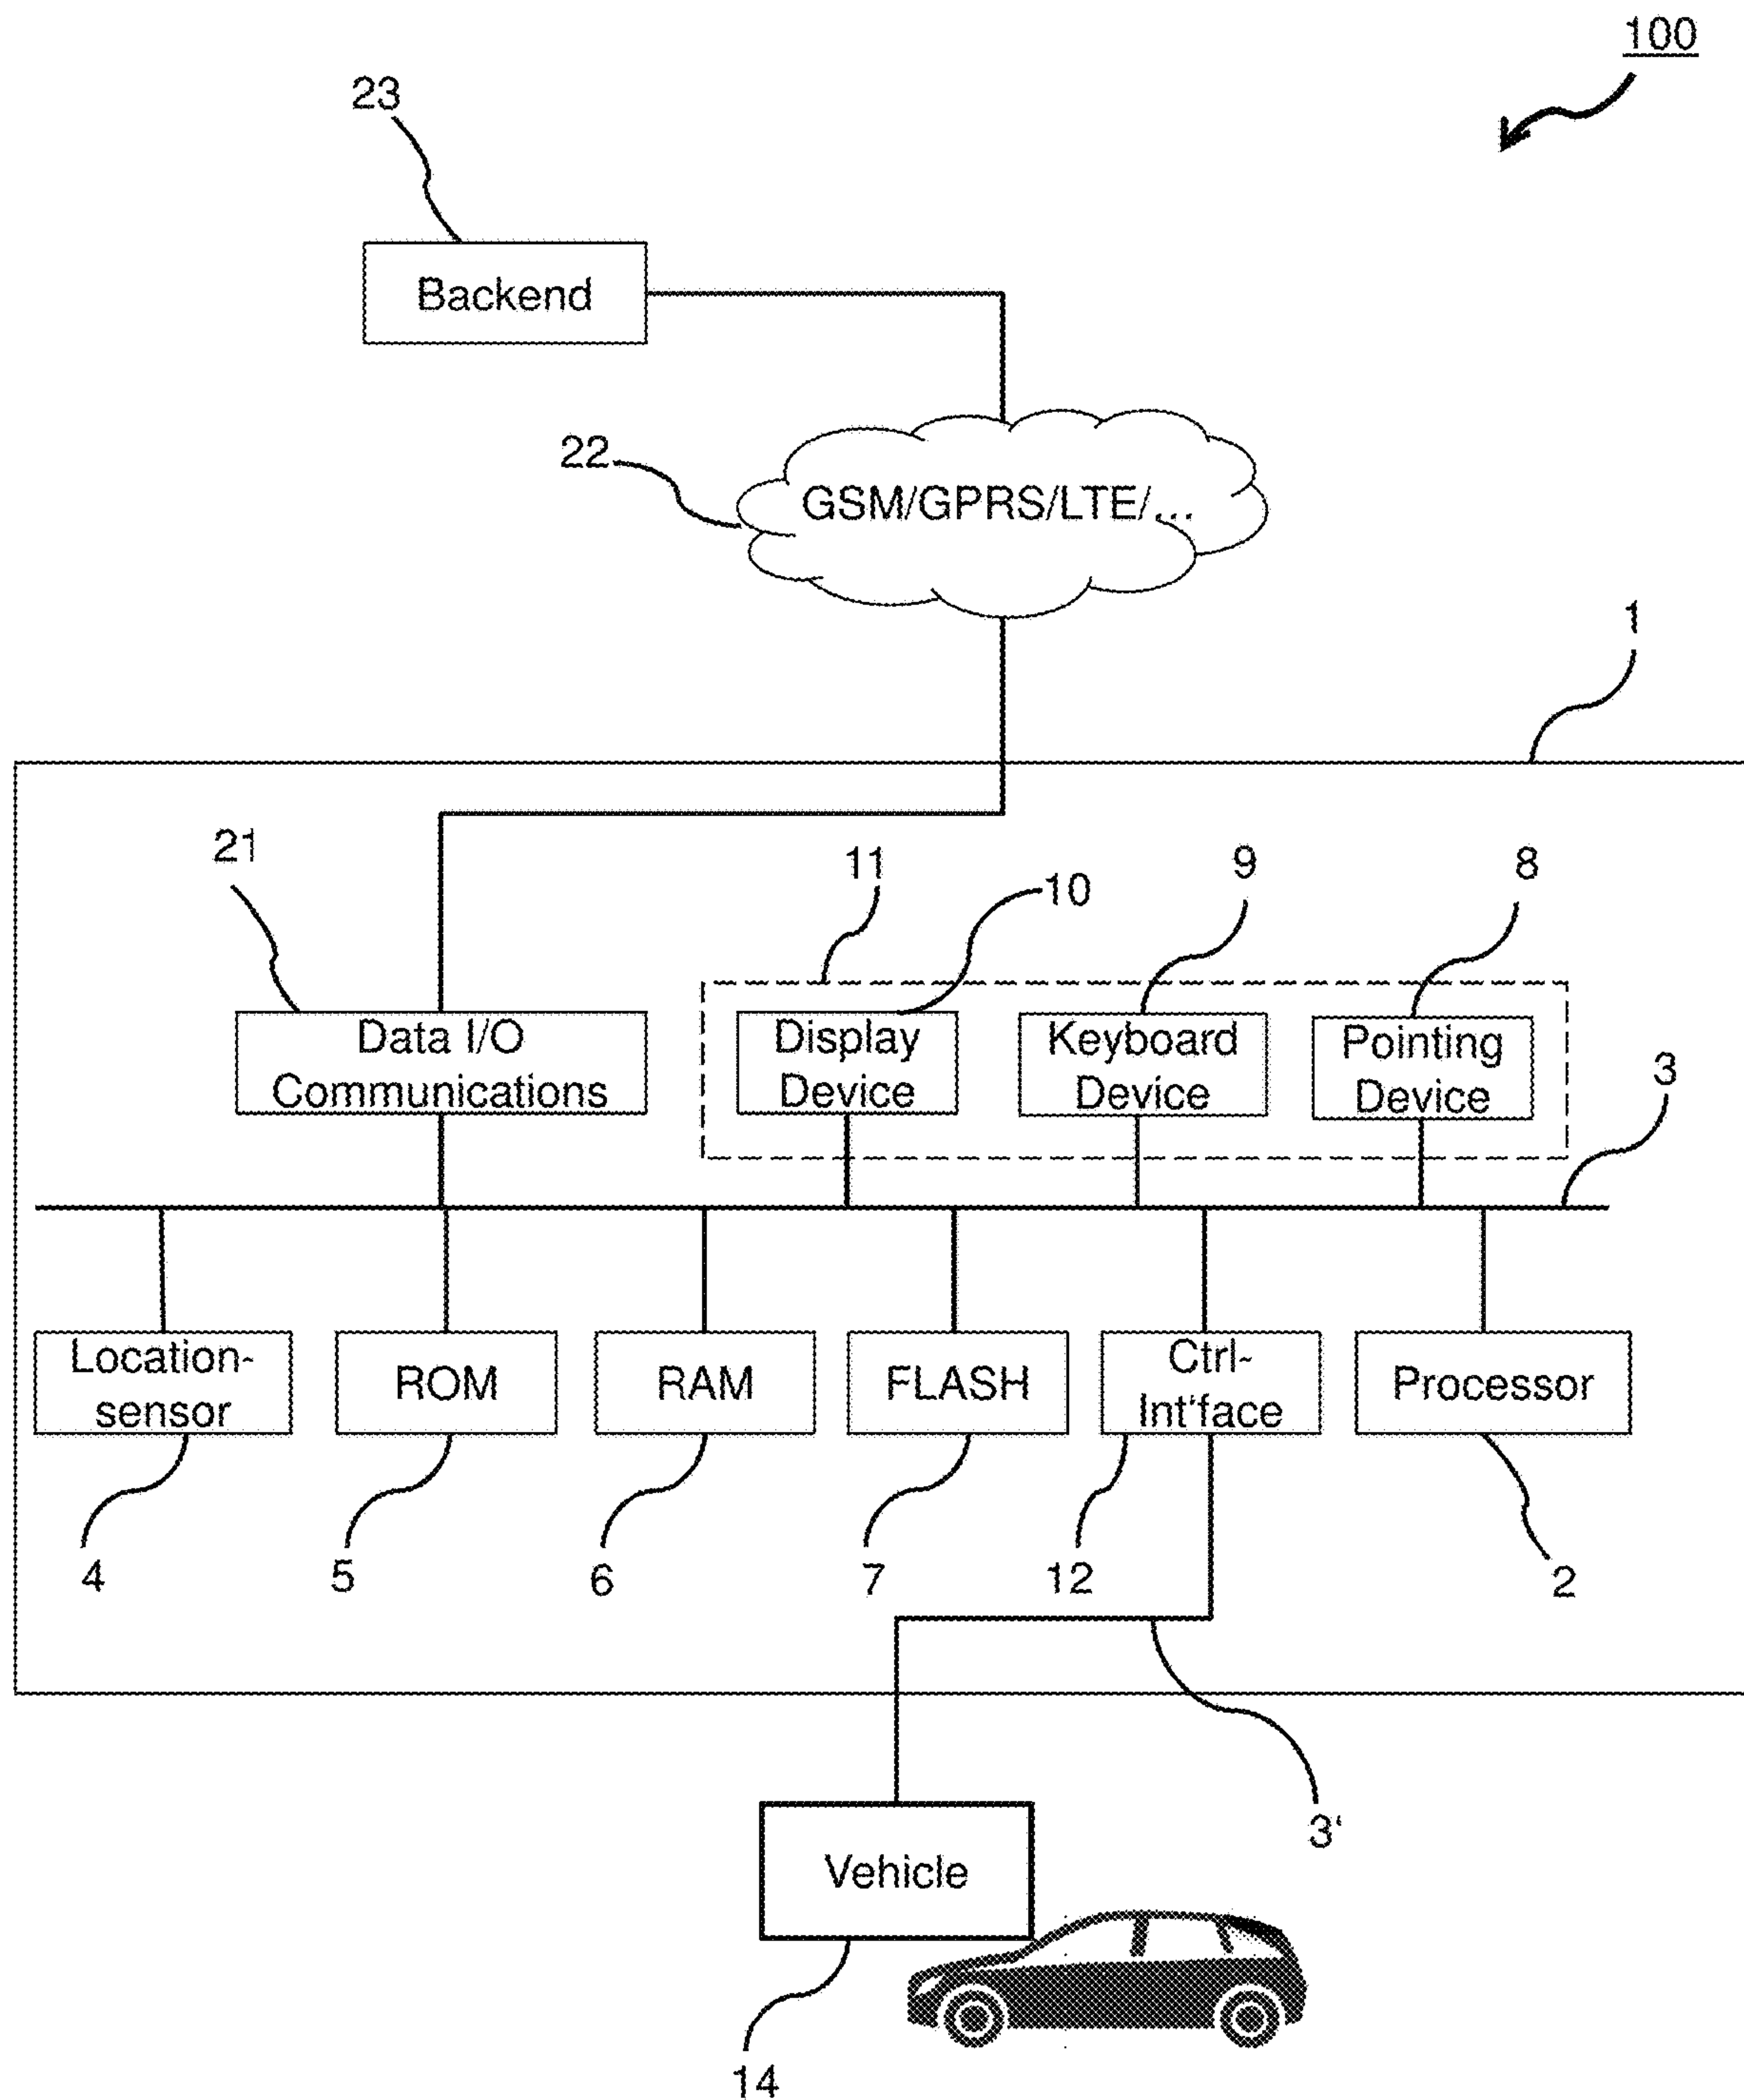 100
23
Backend
22
GSM/GPRS/LTE/...
1
21
11
10
9
8
Data I/O
Communications
Display
Device
Keyboard
Device
Pointing
Device
3
Location-
sensor
ROM
RAM
FLASH
Ctrl-
Int‘face
Processor
4
5
6
7
12
2
3‘
Vehicle
14